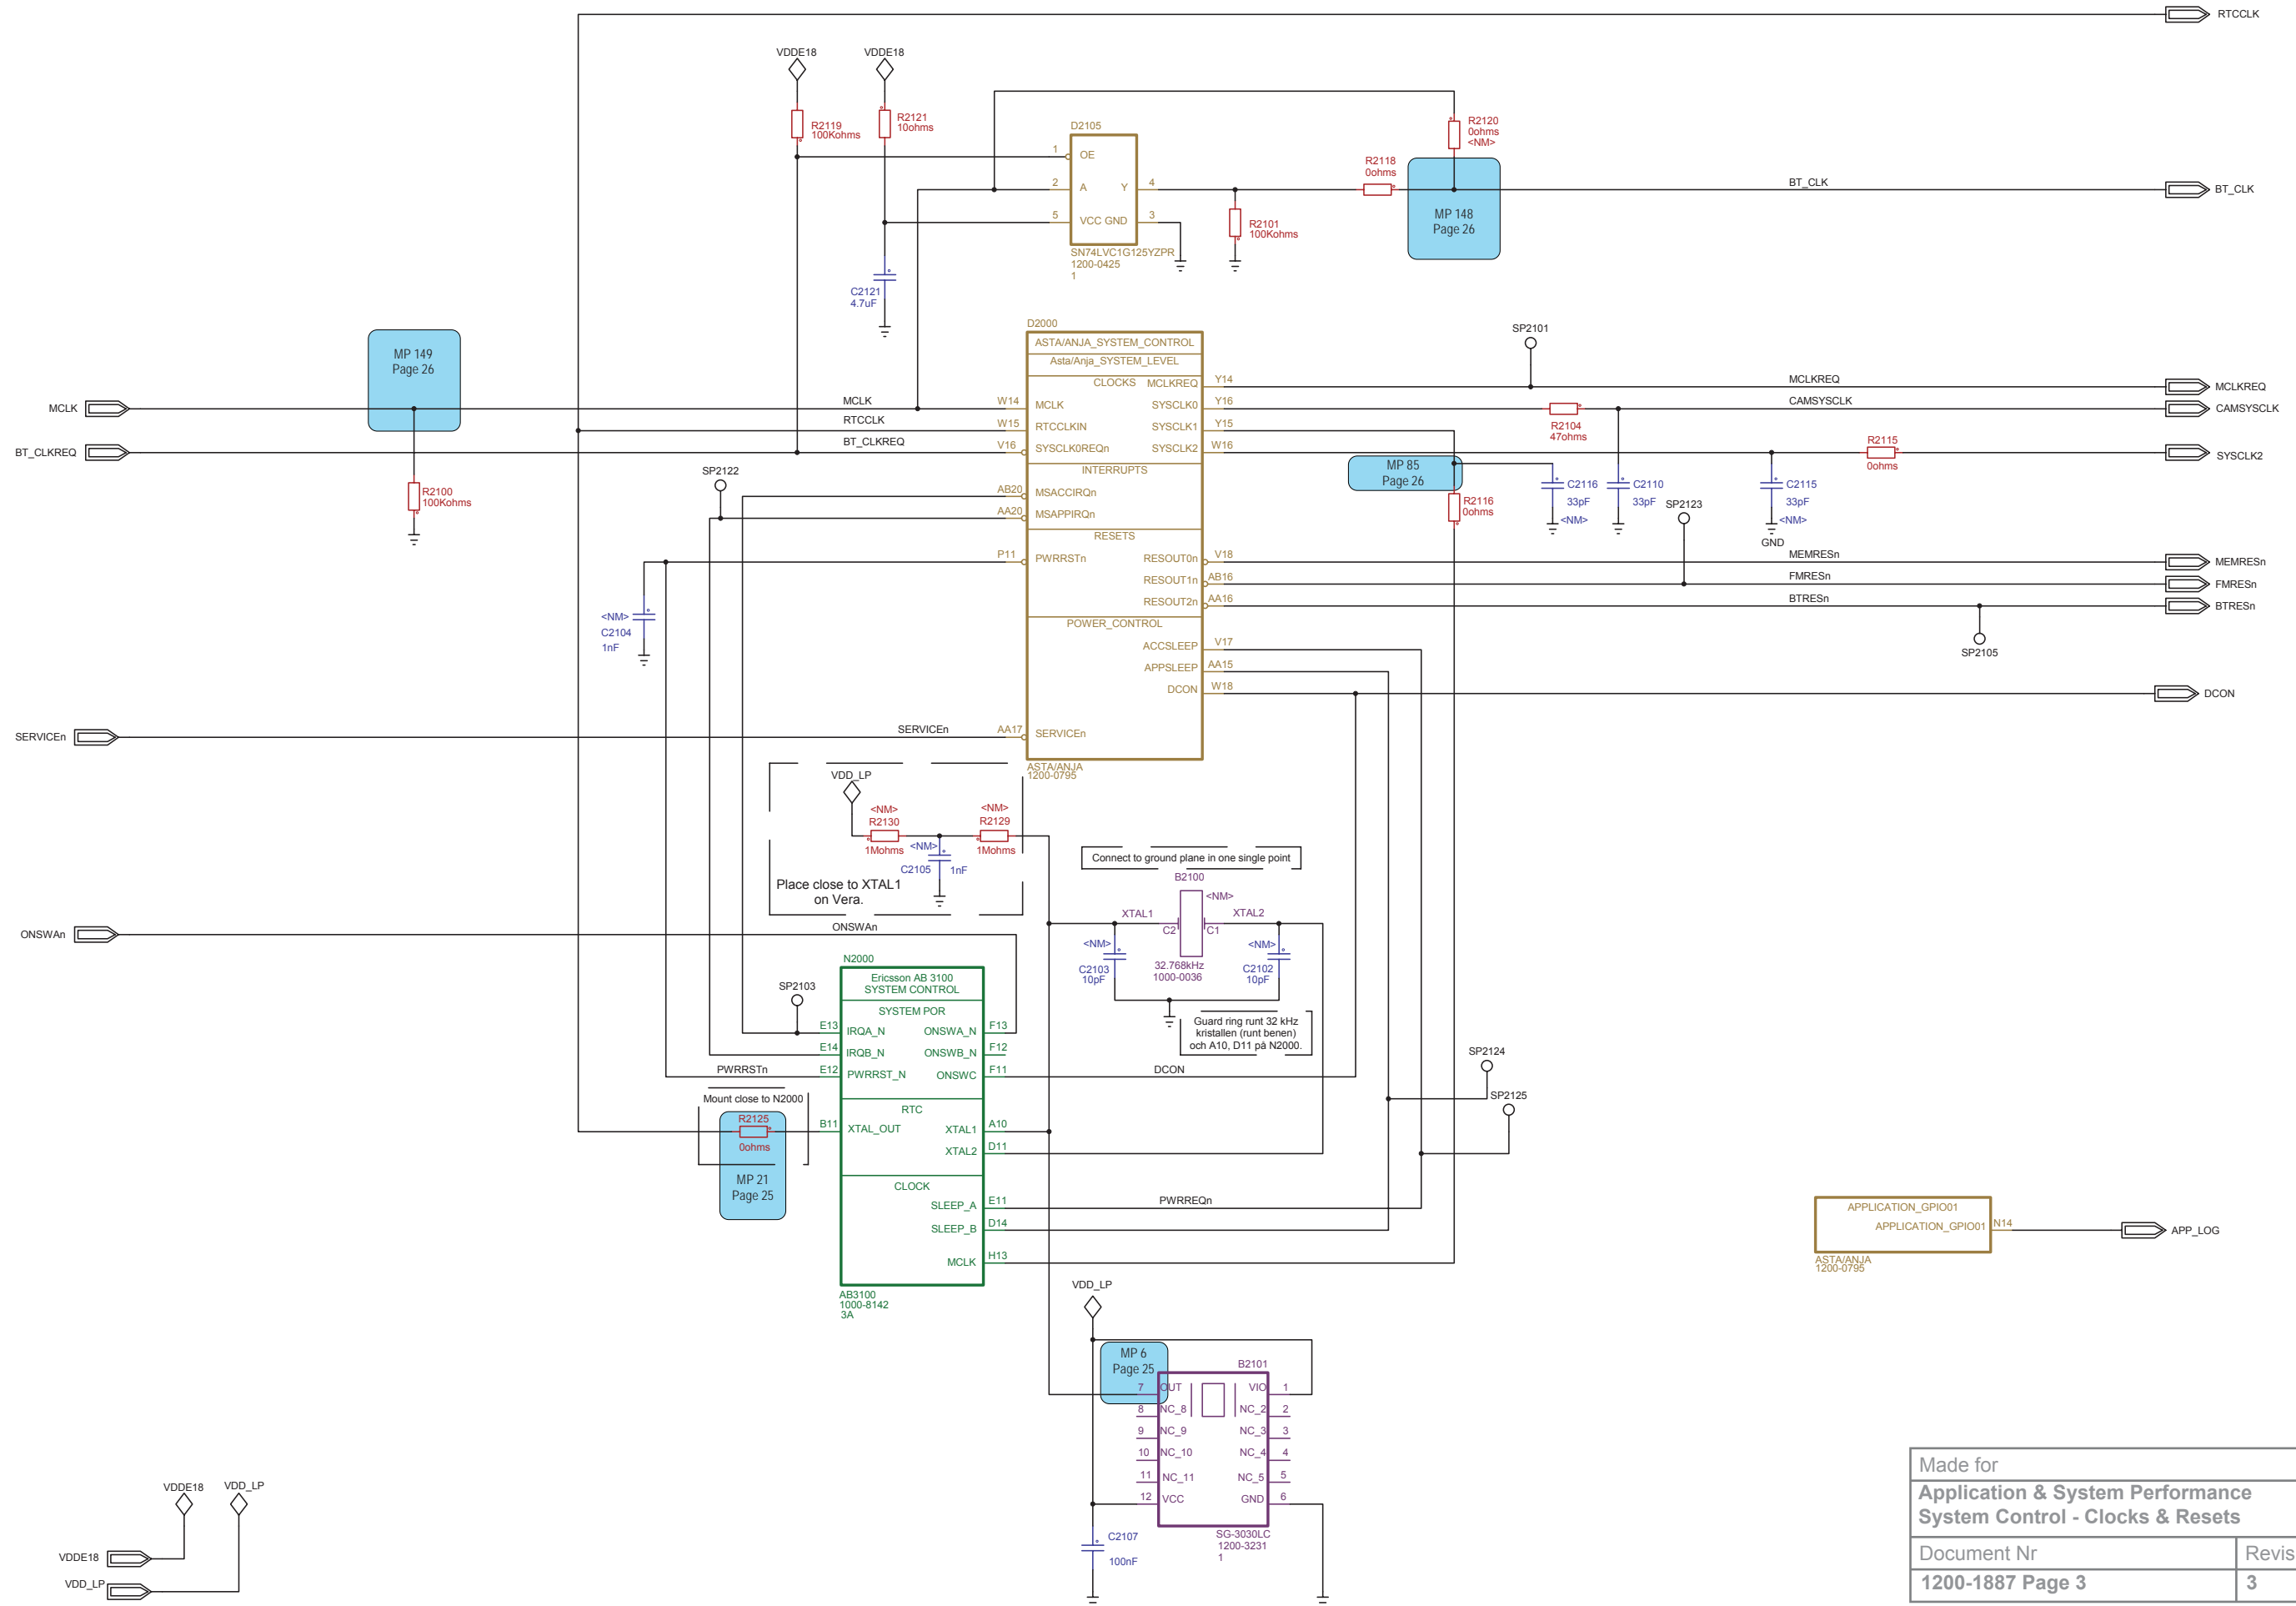 RTCCLK
VDDE18
VDDE18
R2119
100Kohms
R2121
10ohms
D2105
1
OE
2
A
Y
4
5
VCC GND
3
SN74LVC1G125YZPR
1200-0425
1
C2121
4.7uF
R2101
100Kohms
R2118
0ohms
R2120
0ohms
<NM>
MP 148
Page 26
BT_CLK
BT_CLK
MP 149
Page 26
MCLK
BT_CLKREQ
R2100
100Kohms
MCLK
RTCCLK
BT_CLKREQ
SP2122
D2000
ASTA/ANJA_SYSTEM_CONTROL
Asta/Anja_SYSTEM_LEVEL
CLOCKS
MCLKREQ
Y14
W14
MCLK
SYSCLK0
Y16
W15
RTCCLKIN
SYSCLK1
Y15
V16
SYSCLK0REQn
SYSCLK2
W16
INTERRUPTS
AB20
MSACCIRQn
AA20
MSAPPIRQn
RESETS
P11
PWRRSTn
RESOUT0n
V18
RESOUT1n
AB16
RESOUT2n
AA16
POWER_CONTROL
ACCSLEEP
V17
APPSLEEP
AA15
DCON
W18
AA17
SERVICEn
ASTA/ANJA
1200-0795
SP2101
MCLKREQ
MCLKREQ
CAMSYSCLK
CAMSYSCLK
R2104
47ohms
R2115
0ohms
SYSCLK2
MP 85
Page 26
R2116
0ohms
C2116
33pF
<NM>
C2110
33pF
SP2123
C2115
33pF
<NM>
GND
MEMRESn
MEMRESn
FMRESn
FMRESn
BTRESn
BTRESn
SP2105
DCON
<NM>
C2104
1nF
SERVICEn
SERVICEn
VDD_LP
<NM>
R2130
1Mohms
<NM>
R2129
1Mohms
<NM>
C2105
1nF
Place close to XTAL1
on Vera.
Connect to ground plane in one single point
B2100
<NM>
XTAL1
XTAL2
C2
C1
32.768kHz
1000-0036
<NM>
C2103
10pF
<NM>
C2102
10pF
Guard ring runt 32 kHz
kristallen (runt benen)
och A10, D11 på N2000.
ONSWAn
ONSWAn
SP2103
N2000
Ericsson AB 3100
SYSTEM CONTROL
SYSTEM POR
E13
IRQA_N
ONSWA_N
F13
E14
IRQB_N
ONSWB_N
F12
PWRRSTn
E12
PWRRST_N
ONSWC
F11
DCON
RTC
B11
XTAL_OUT
XTAL1
A10
XTAL2
D11
CLOCK
SLEEP_A
E11
PWRREQn
SLEEP_B
D14
MCLK
H13
AB3100
1000-8142
3A
Mount close to N2000
R2125
0ohms
MP 21
Page 25
SP2124
SP2125
APPLICATION_GPIO01
APPLICATION_GPIO01
N14
ASTA/ANJA
1200-0795
APP_LOG
VDD_LP
MP 6
Page 25
B2101
7
OUT
VIO
1
8
NC_8
NC_2
2
9
NC_9
NC_3
3
10
NC_10
NC_4
4
11
NC_11
NC_5
5
12
VCC
GND
6
SG-3030LC
1200-3231
1
C2107
100nF
VDDE18
VDD_LP
VDDE18
VDD_LP
Made for
Application & System Performance
System Control - Clocks & Resets
Document Nr
Revis
1200-1887 Page 3
3